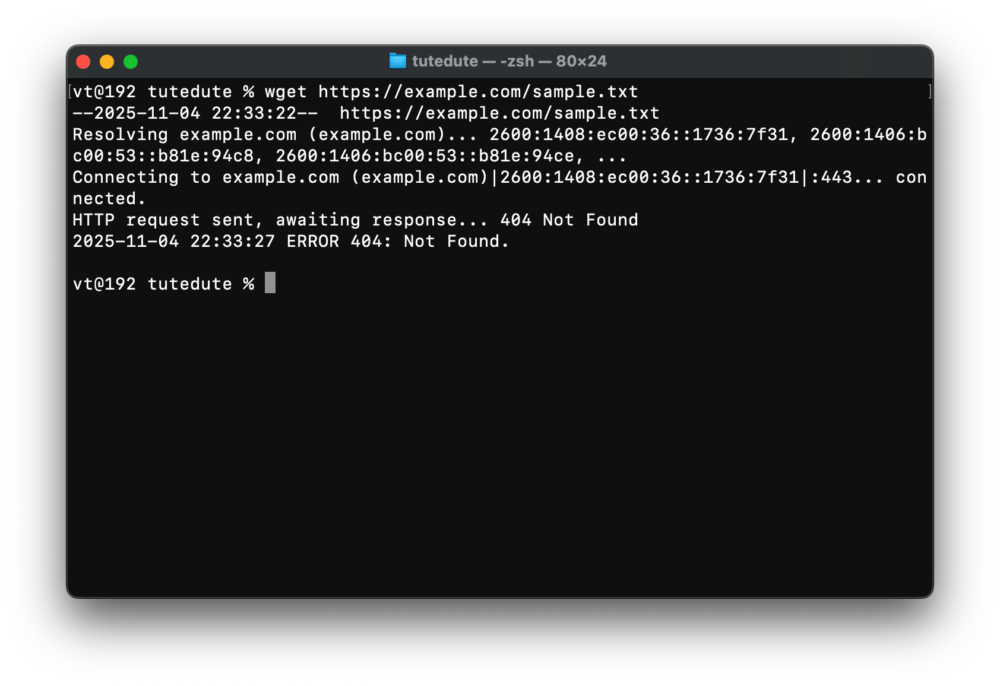 tutedute — -zsh — 80×24
[vt@192 tutedute % wget https://example.com/sample.txt ]
--2025-11-04 22:33:22--  https://example.com/sample.txt
Resolving example.com (example.com)... 2600:1408:ec00:36::1736:7f31, 2600:1406:b
c00:53::b81e:94c8, 2600:1406:bc00:53::b81e:94ce, ...
Connecting to example.com (example.com)|2600:1408:ec00:36::1736:7f31|:443... con
nected.
HTTP request sent, awaiting response... 404 Not Found
2025-11-04 22:33:27 ERROR 404: Not Found.
vt@192 tutedute %